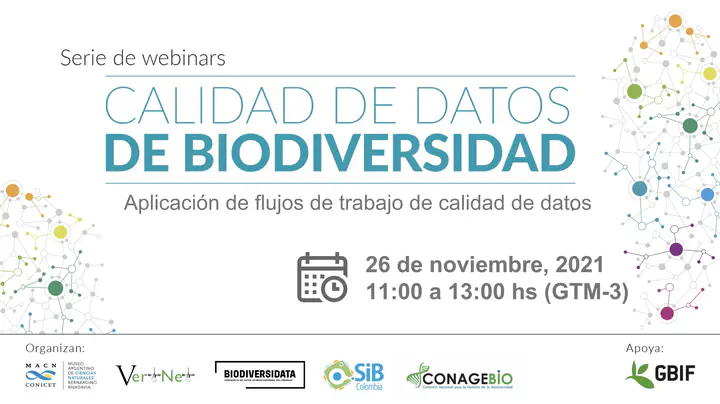 Serie de webinars
CALIDAD DE DATOS
DE BIODIVERSIDAD
Aplicación de flujos de trabajo de calidad de datos
26 de noviembre, 2021
11:00 a 13:00 hs (GTM-3)
Organizan:
Apoya:
MACN
CONICET
MUSEO
ARGENTINO
DE CIENCIAS
NATURALES
BERNARDINO
RIVADAVIA
VertNet
BIODIVERSIDATA
SiB
Colombia
CONAGEBIO
GBIF